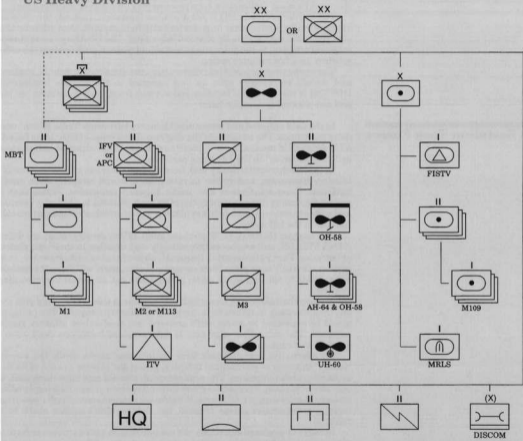 US Heavy Division
XX XX
OR
X X X
II II II II I
MBT
IFV
or
APC
FISTV
I I I I II
OH-58
I I I I I
M1
M2 or M113
M3
AH-64 & OH-58
M109
I I I I
ITV
UH-60
MRLS
I II II II (X)
HQ
DISCOM